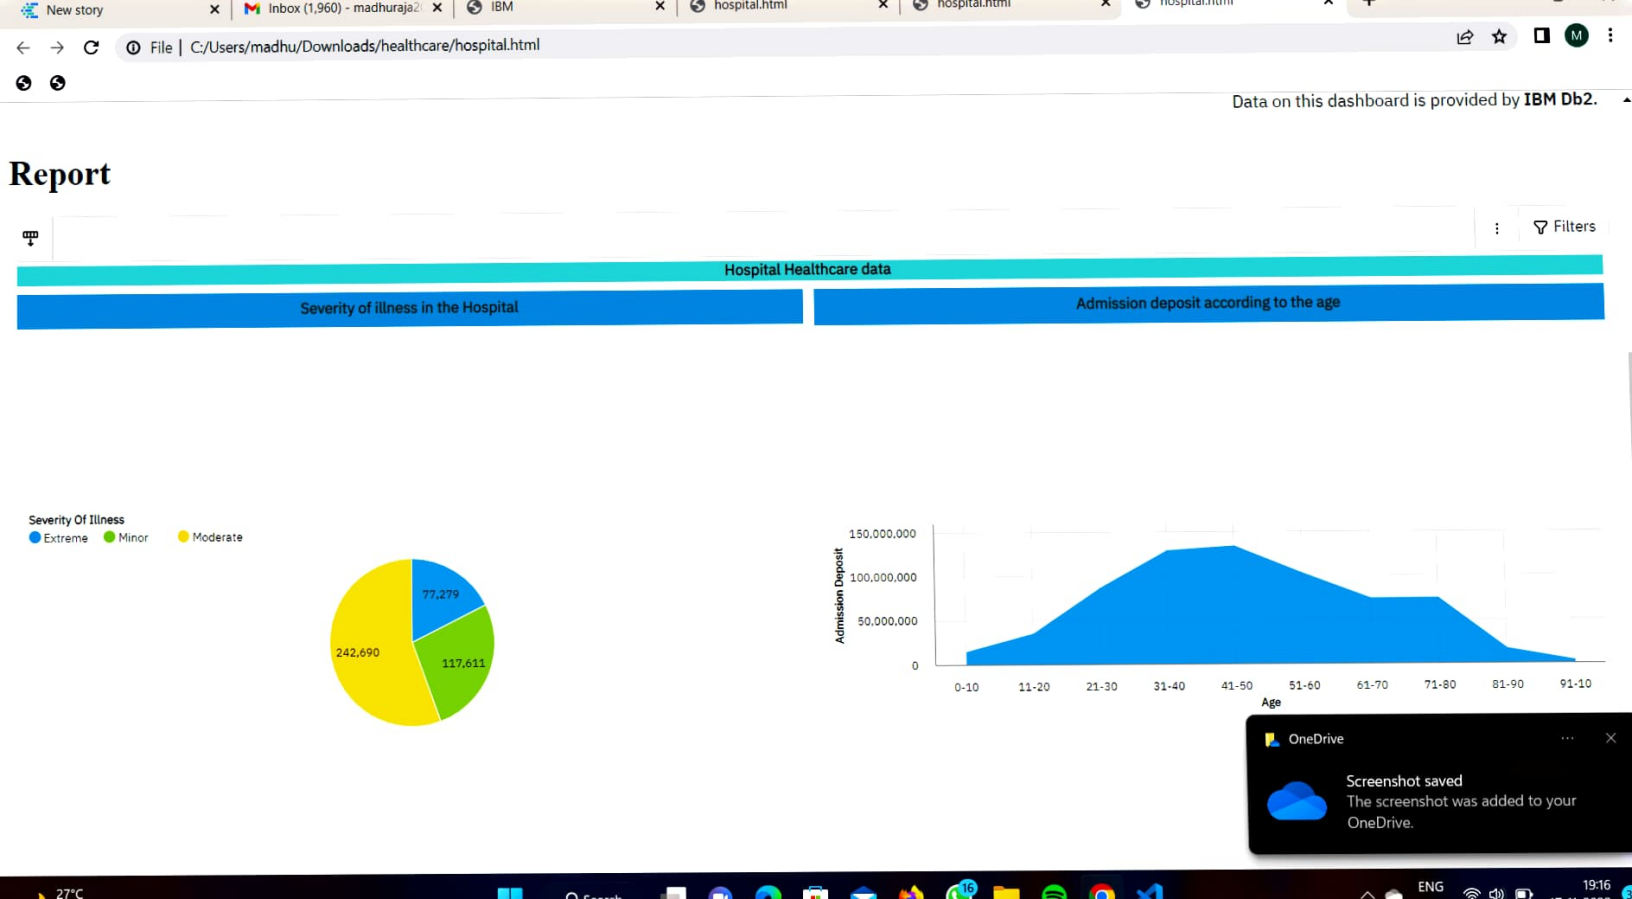 New story
Inbox (1,960) - madhuraja2
IBM
hospital.html
hospital.html
hospital.html
File | C:/Users/madhu/Downloads/healthcare/hospital.html
M
Data on this dashboard is provided by IBM Db2.
Report
Filters
Hospital Healthcare data
Severity of illness in the Hospital
Admission deposit according to the age
Severity Of Illness
Extreme
Minor
Moderate
77,279
242,690
117,611
Admission Deposit
150,000,000
100,000,000
50,000,000
0
0-10
11-20
21-30
31-40
41-50
51-60
61-70
71-80
81-90
91-10
Age
OneDrive
Screenshot saved
The screenshot was added to your
OneDrive.
27°C
Search
16
ENG
19:16